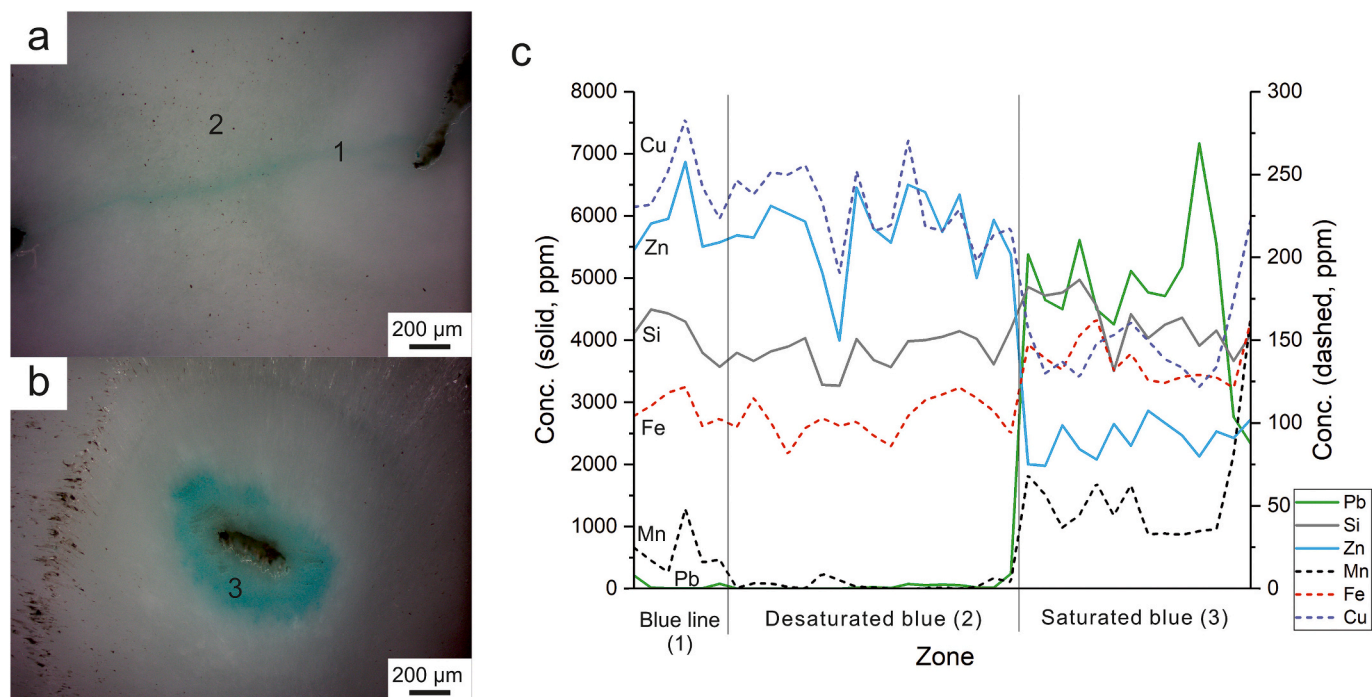 a
2
1
200 µm
b
3
200 µm
c
Conc. (solid, ppm)
8000
7000
6000
5000
4000
3000
2000
1000
0
Cu
Zn
Si
Fe
Mn
Pb
300
250
200
150
100
50
0
Conc. (dashed, ppm)
Blue line
(1)
Desaturated blue (2)
Saturated blue (3)
Zone
Pb
Si
Zn
Mn
Fe
Cu